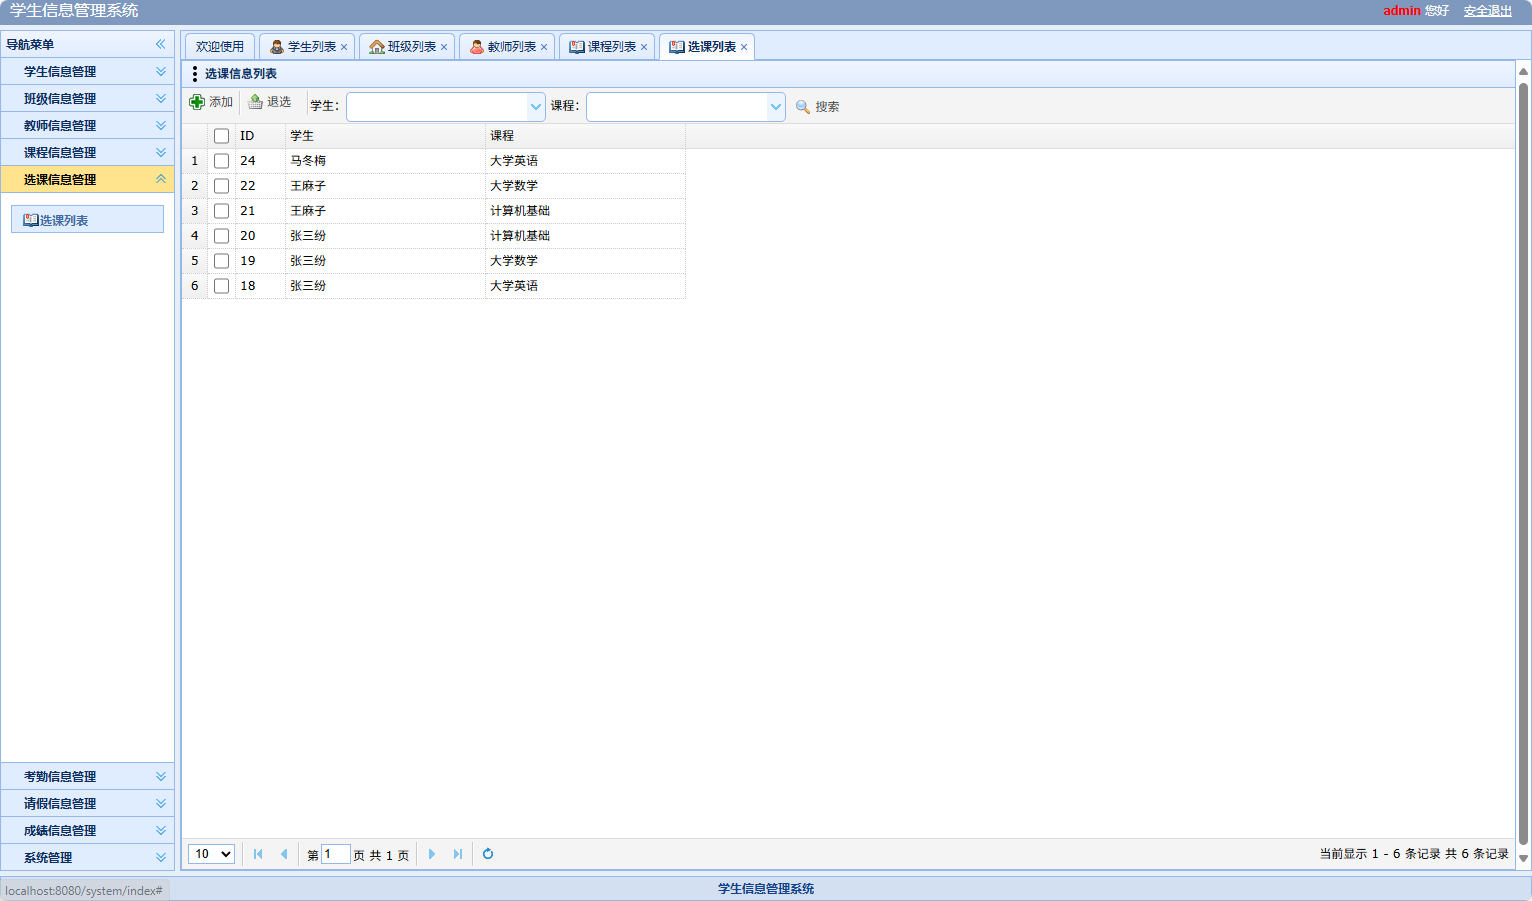 学生信息管理系统
admin 您好 安全退出
导航菜单
学生信息管理
班级信息管理
教师信息管理
课程信息管理
选课信息管理
选课列表
考勤信息管理
请假信息管理
成绩信息管理
系统管理
欢迎使用 学生列表 班级列表 教师列表 课程列表 选课列表
选课信息列表
添加 退选 学生： 课程： 搜索
ID 学生 课程
1 24 马冬梅 大学英语
2 22 王麻子 大学数学
3 21 王麻子 计算机基础
4 20 张三纷 计算机基础
5 19 张三纷 大学数学
6 18 张三纷 大学英语
10 第 1 页 共 1 页 当前显示 1 - 6 条记录 共 6 条记录
localhost:8080/system/index#
学生信息管理系统